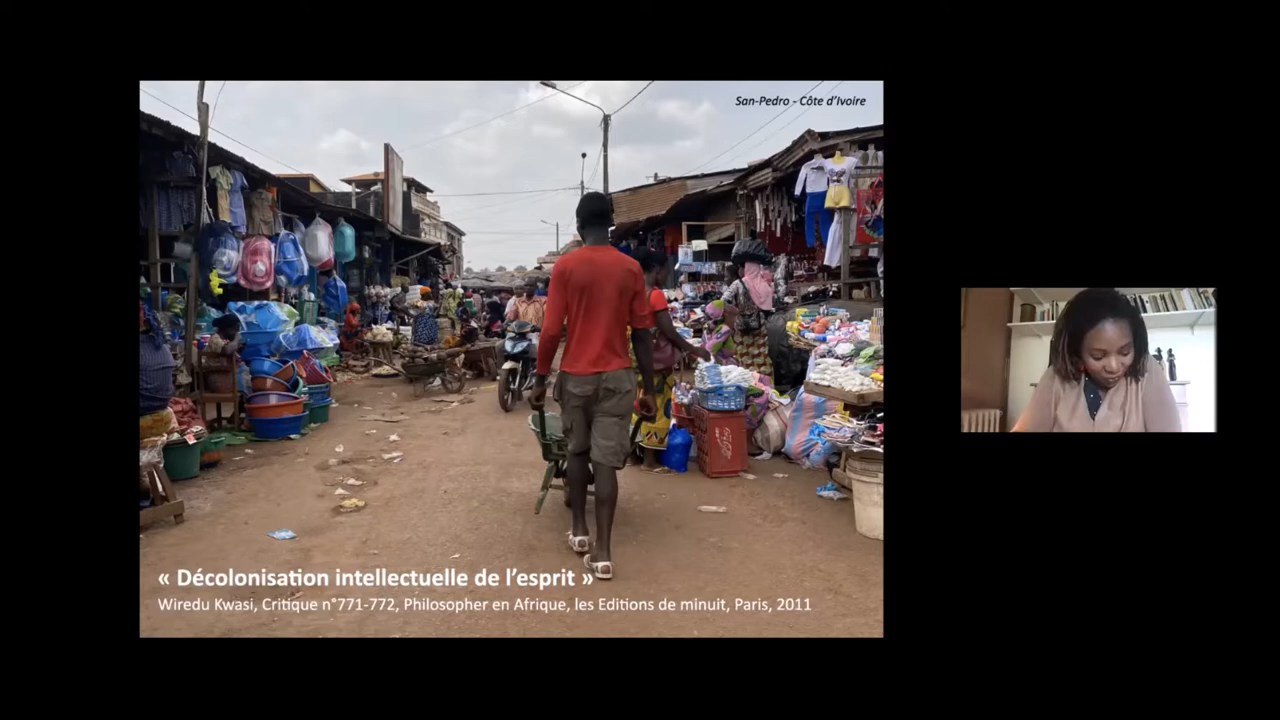 San-Pedro - Côte d'Ivoire
« Décolonisation intellectuelle de l'esprit »
Wiredu Kwasi, Critique n°771-772, Philosopher en Afrique, les Editions de minuit, Paris, 2011